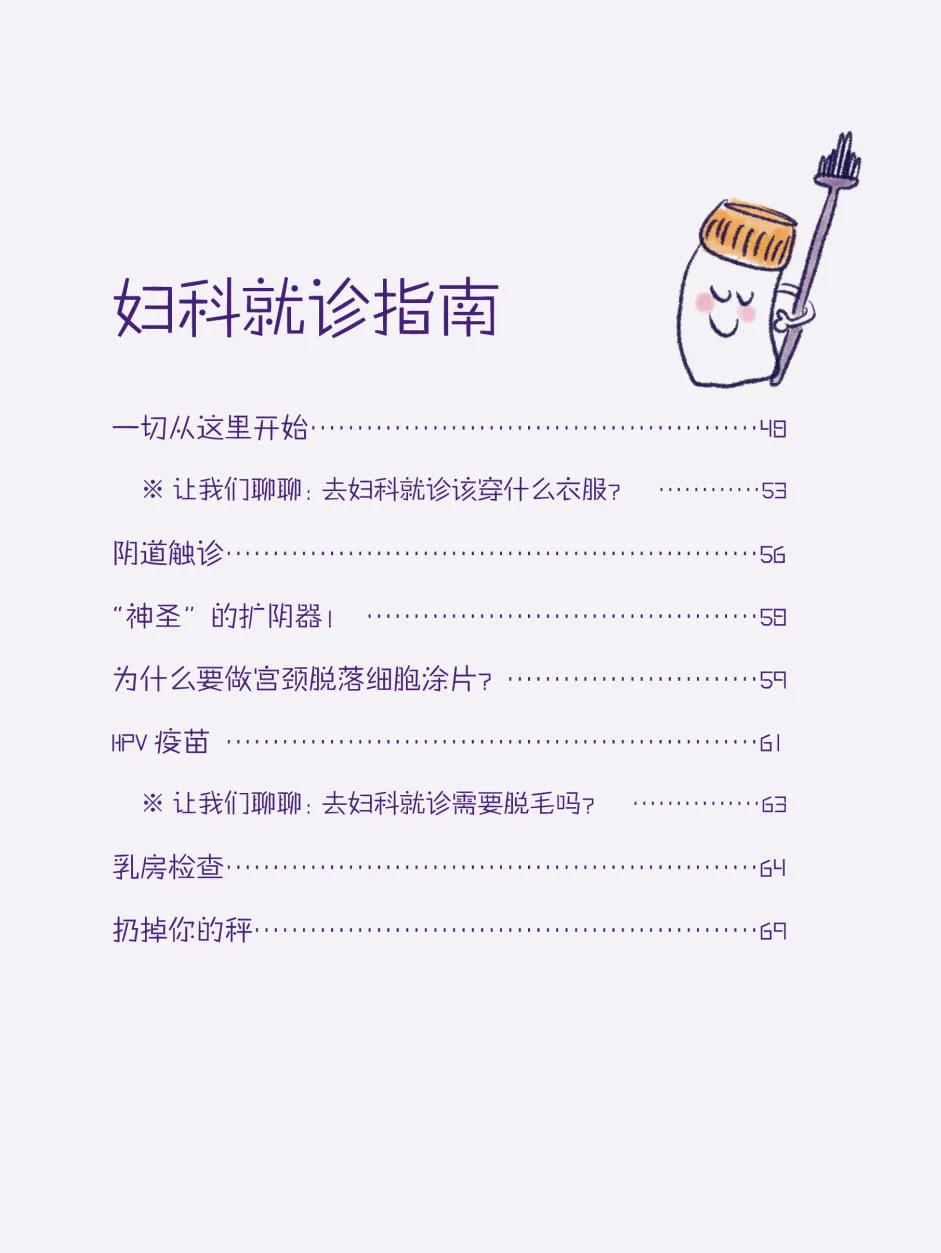 妇科就诊指南
一切从这里开始················································49
※ 让我们聊聊：去妇科就诊该穿什么衣服？ ············53
阴道触诊·························································56
“神圣”的扩阴器！ ··········································58
为什么要做宫颈脱落细胞涂片？ ···························59
HPV 疫苗 ·························································61
※ 让我们聊聊：去妇科就诊需要脱毛吗？ ···············63
乳房检查·························································64
扔掉你的秤······················································69